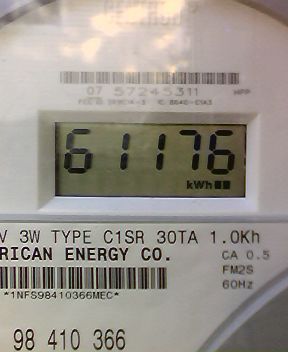 07 57245311
61176
kWh
V 3W TYPE C1SR 30TA 1.0Kh
RICAN ENERGY CO.
CA 0.5
FM2S
60Hz
*1NFS98410366MEC*
98 410 366